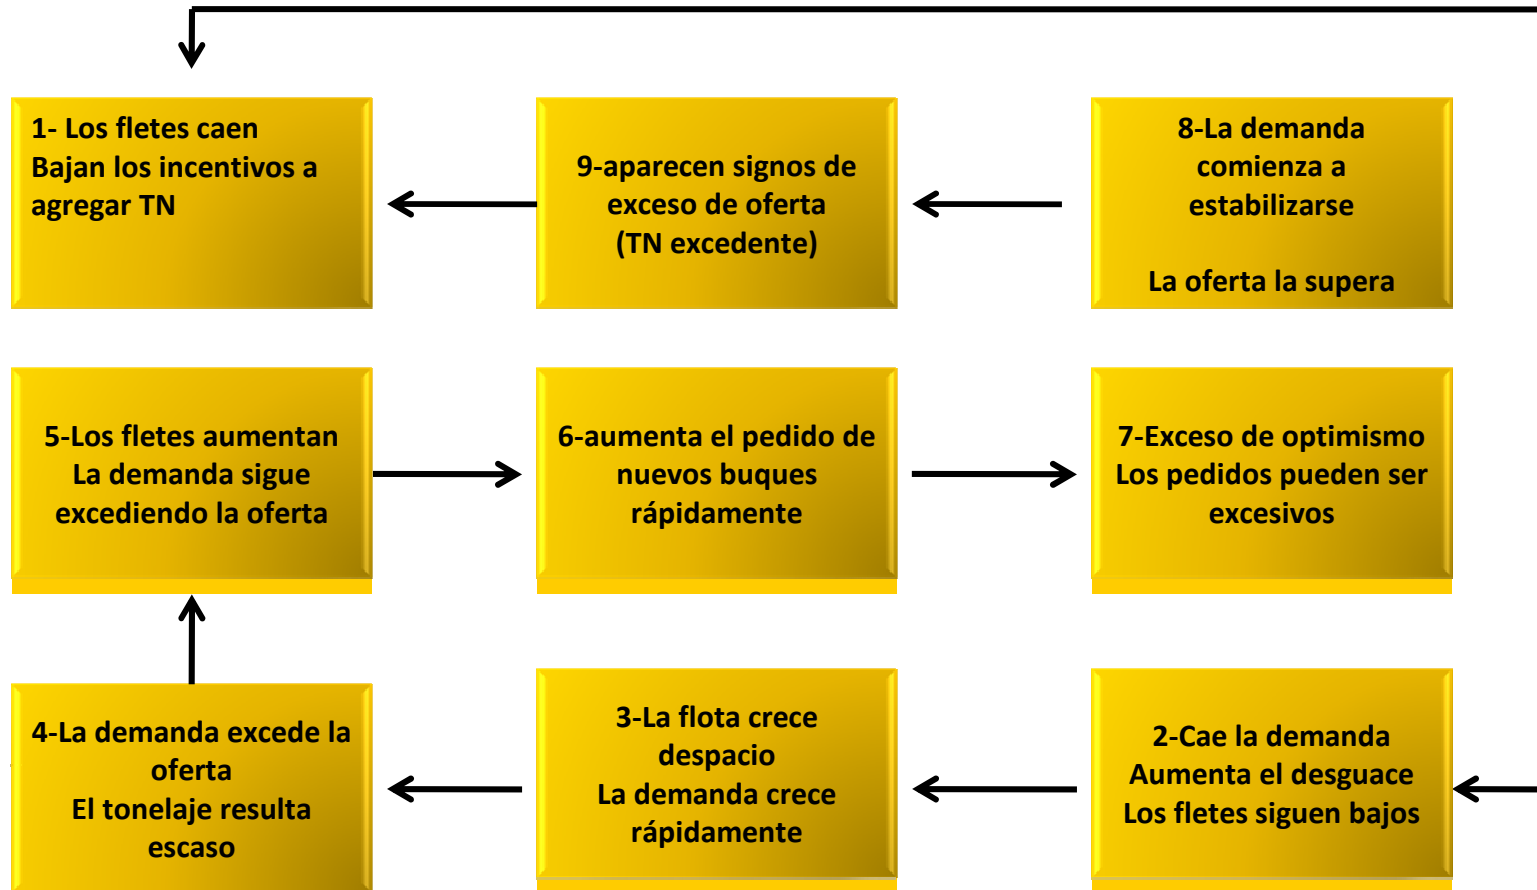 1- Los fletes caen
Bajan los incentivos a
agregar TN
9-aparecen signos de
exceso de oferta
(TN excedente)
8-La demanda
comienza a
estabilizarse
La oferta la supera
5-Los fletes aumentan
La demanda sigue
excediendo la oferta
6-aumenta el pedido de
nuevos buques
rápidamente
7-Exceso de optimismo
Los pedidos pueden ser
excesivos
4-La demanda excede la
oferta
El tonelaje resulta
escaso
3-La flota crece
despacio
La demanda crece
rápidamente
2-Cae la demanda
Aumenta el desguace
Los fletes siguen bajos